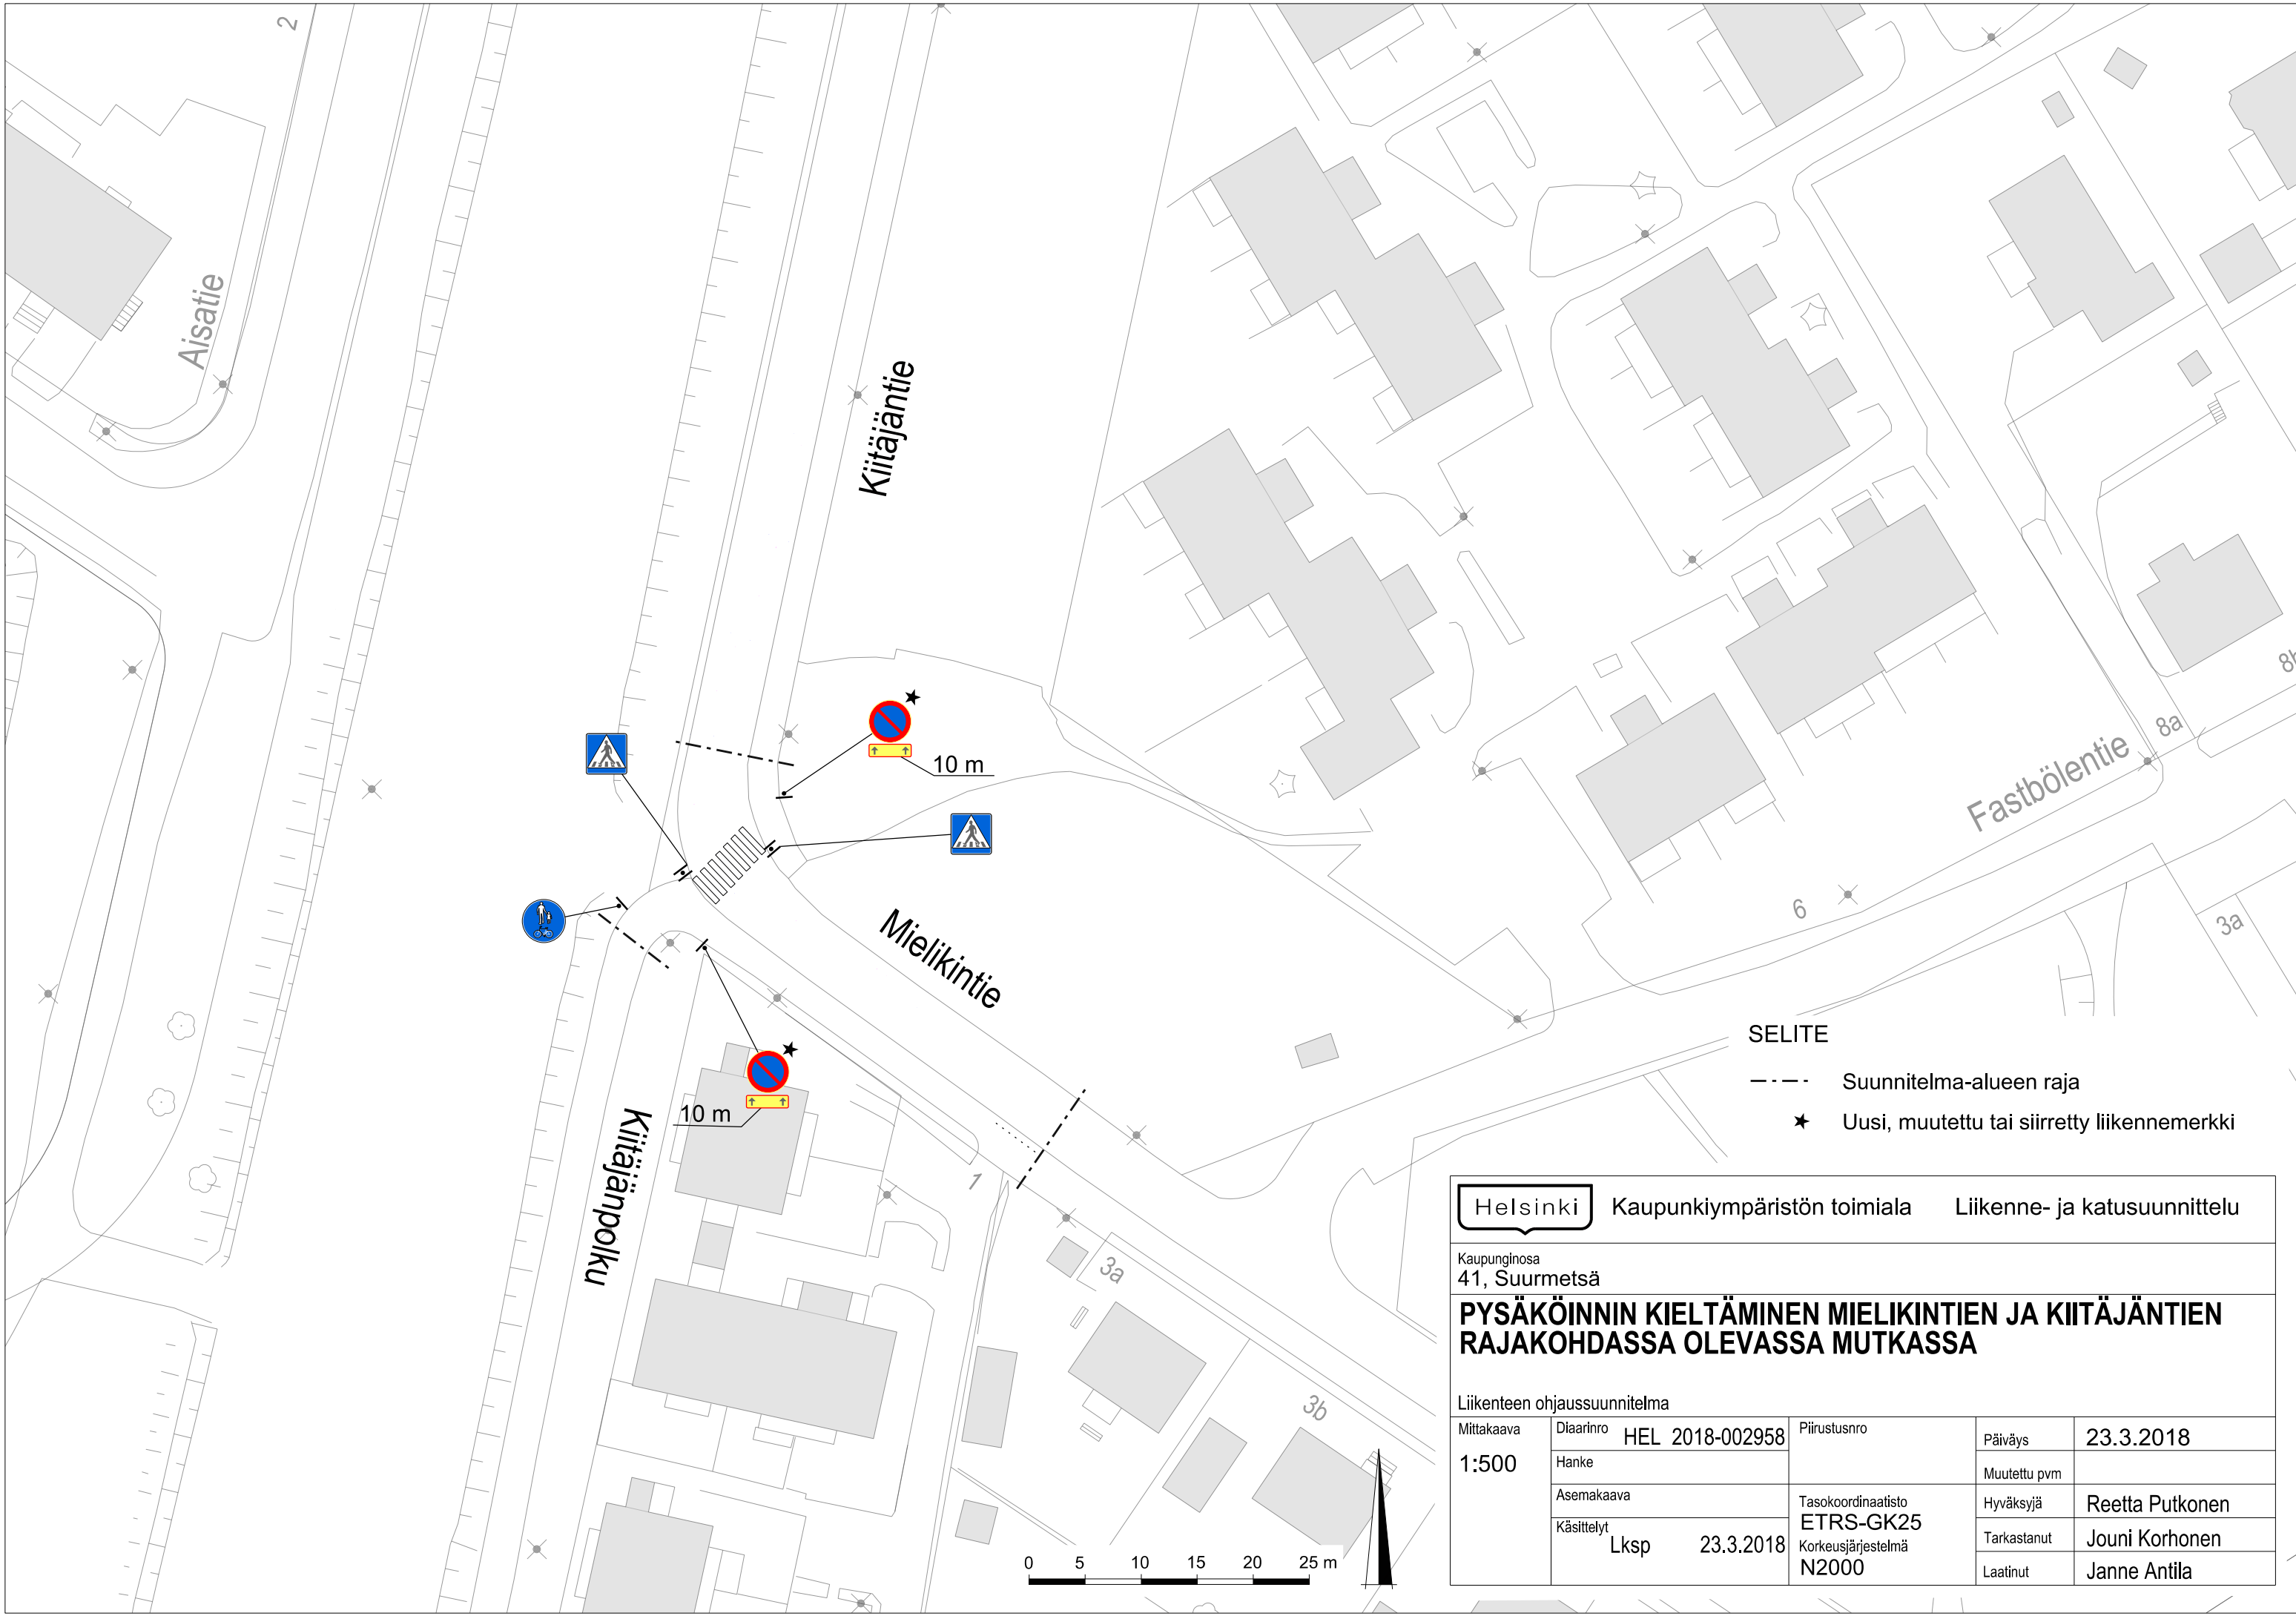 2
Aisatie
Kiitäjäntie
10 m
Mielikintie
Kiitäjänpolku
10 m
1
3a
3b
Fastbölentie
6
8a
8b
3a
SELITE
Suunnitelma-alueen raja
Uusi, muutettu tai siirretty liikennemerkki
0 5 10 15 20 25 m
Helsinki Kaupunkiympäristön toimiala Liikenne- ja katusuunnittelu
Kaupunginosa
41, Suurmetsä
PYSÄKÖINNIN KIELTÄMINEN MIELIKINTIEN JA KIITÄJÄNTIEN
RAJAKOHDASSA OLEVASSA MUTKASSA
Liikenteen ohjaussuunnitelma
Mittakaava
1:500
Diaarinro HEL 2018-002958
Hanke
Asemakaava
Käsittelyt
Lksp 23.3.2018
Piirustusnro
Tasokoordinaatisto
ETRS-GK25
Korkeusjärjestelmä
N2000
Päiväys 23.3.2018
Muutettu pvm
Hyväksyjä Reetta Putkonen
Tarkastanut Jouni Korhonen
Laatinut Janne Antila